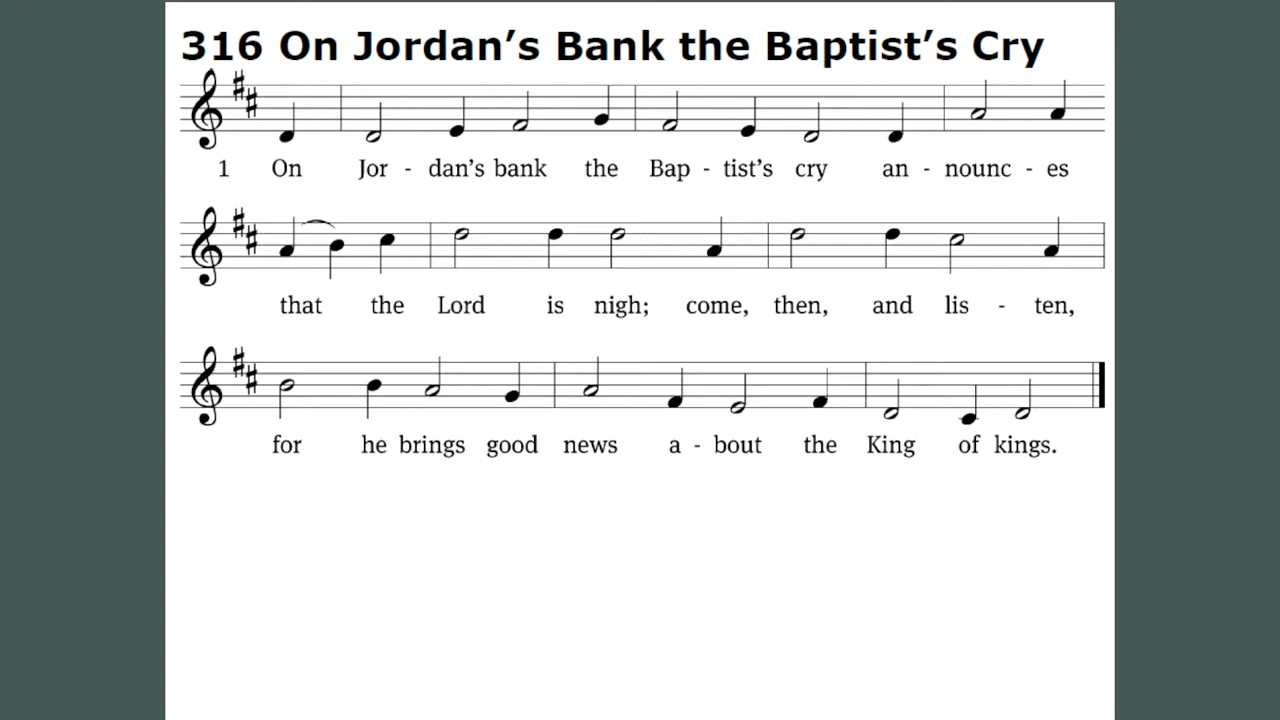 316 On Jordan’s Bank the Baptist’s Cry
1 On Jor - dan’s bank the Bap - tist’s cry an - nounc - es
that the Lord is nigh; come, then, and lis - ten,
for he brings good news a - bout the King of kings.